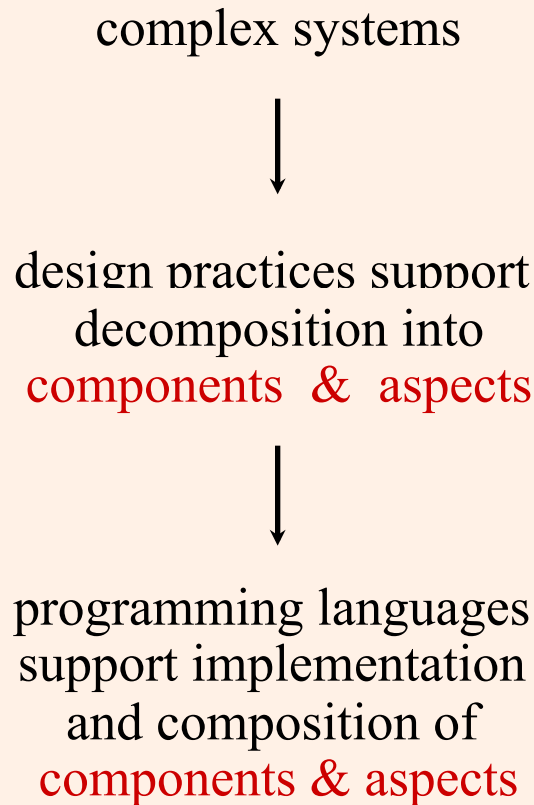 complex systems
design practices support
decomposition into
components & aspects
programming languages
support implementation
and composition of
components & aspects